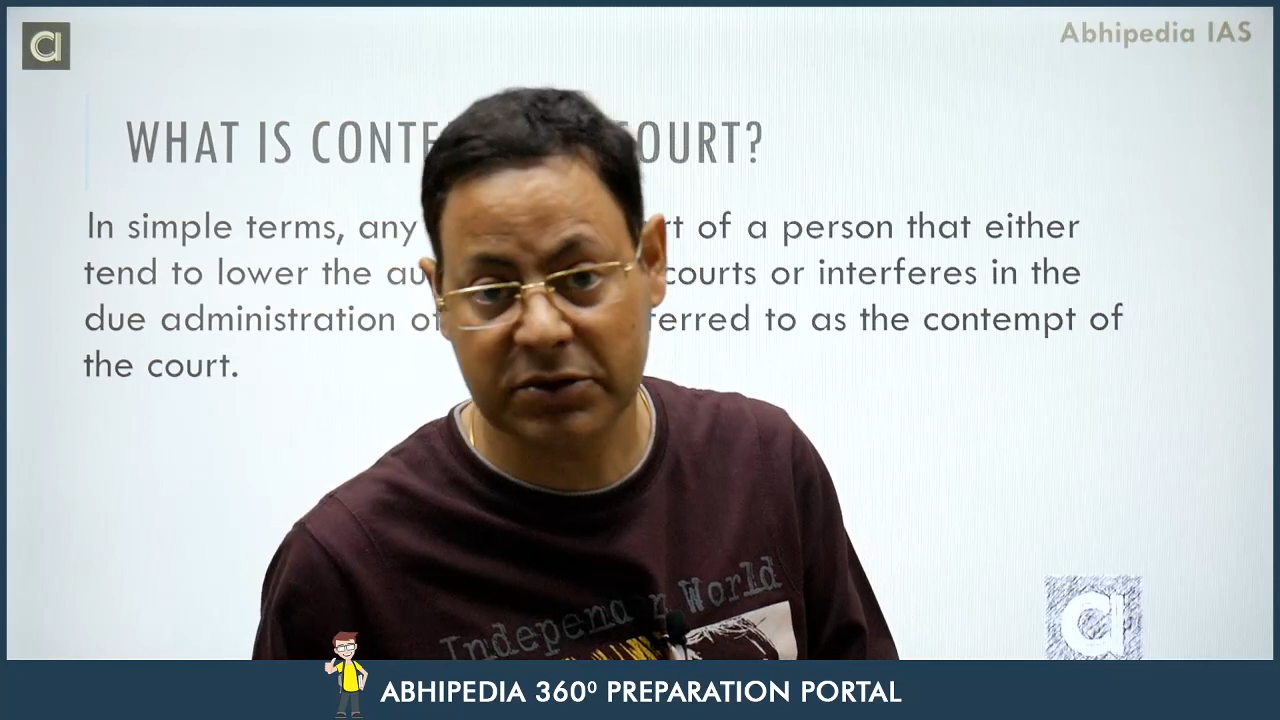 Abhipedia IAS
WHAT IS CONTE OURT?
In simple terms, any rt of a person that either
tend to lower the au courts or interferes in the
due administration of ferred to as the contempt of
the court.
Independ n World
ABHIPEDIA 360⁰ PREPARATION PORTAL